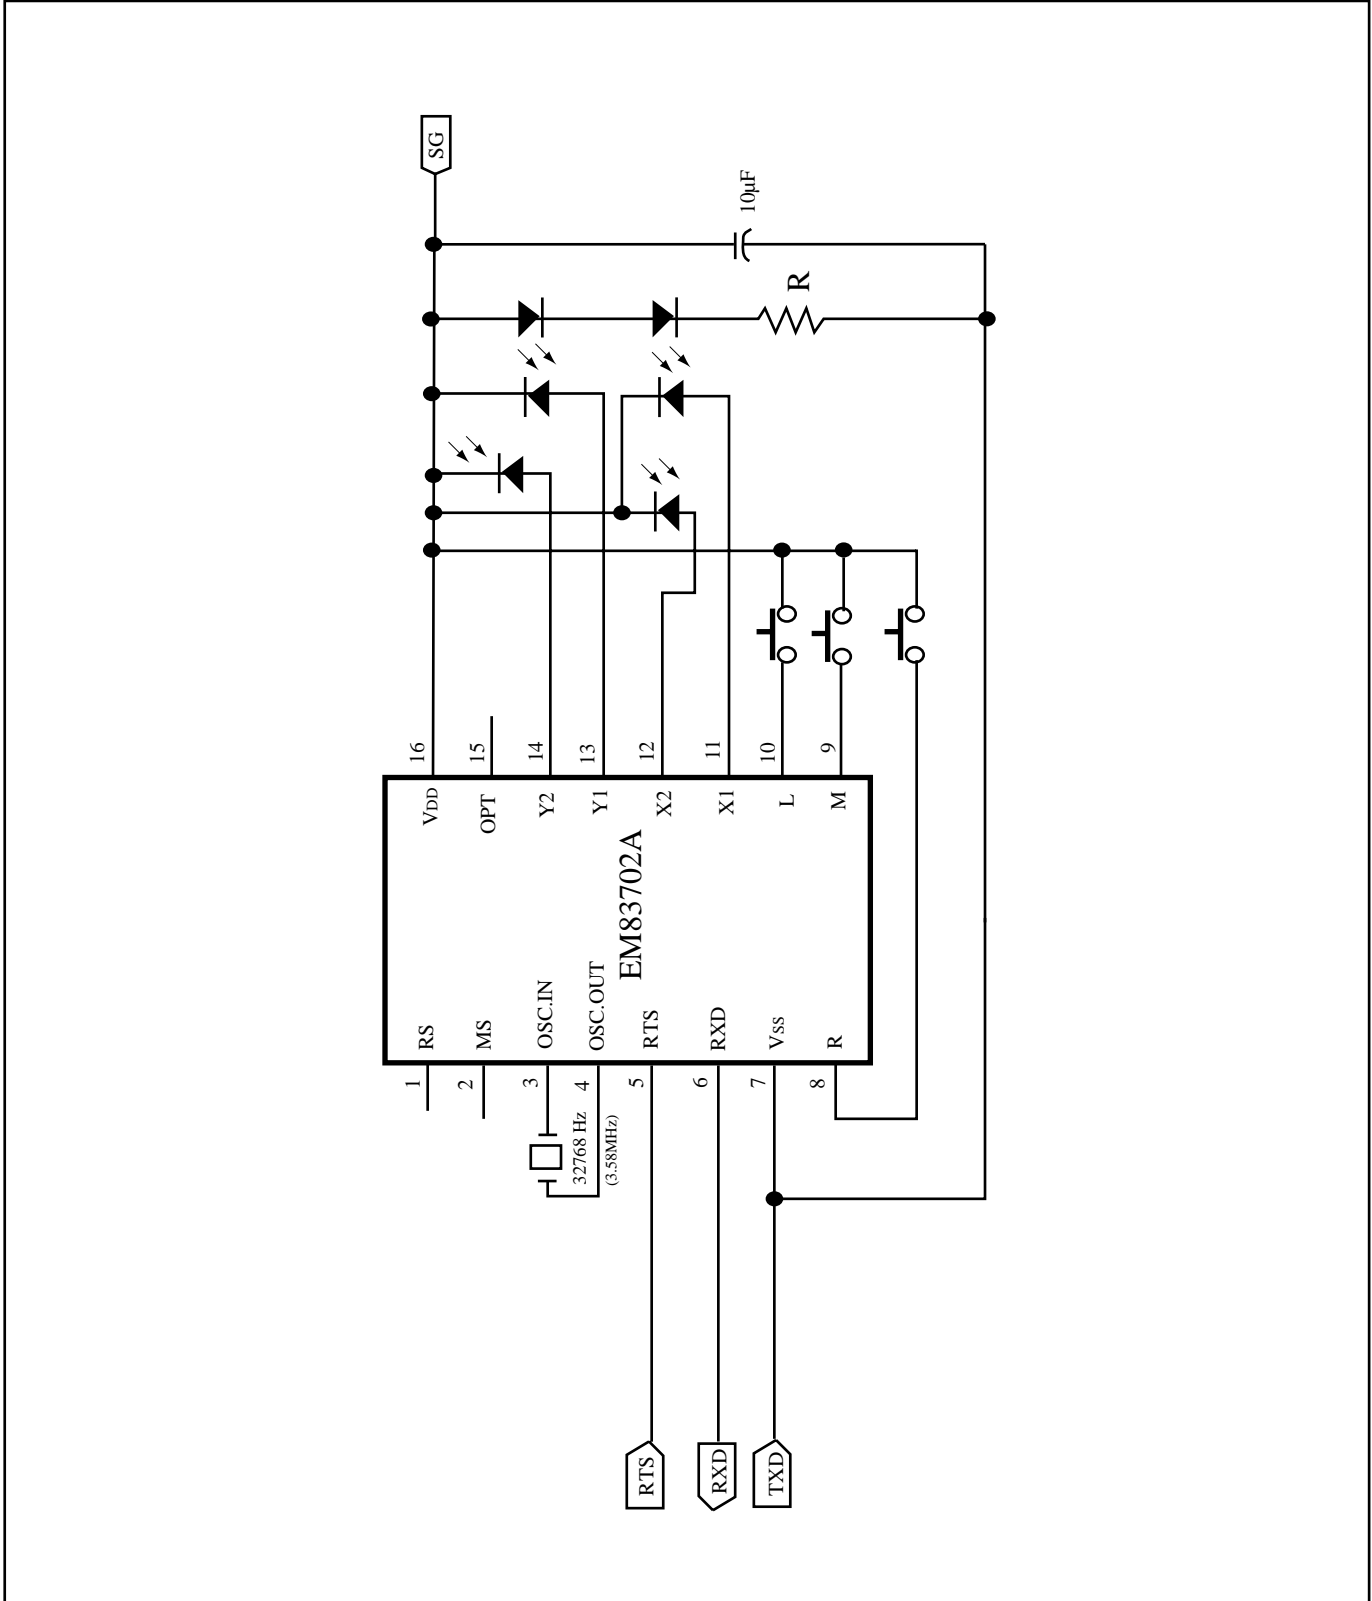 SG
10µF
R
16
15
14
13
12
11
10
9
VDD
OPT
Y2
Y1
X2
X1
L
M
EM83702A
RS
MS
OSC.IN
OSC.OUT
RTS
RXD
VSS
R
1
2
3
4
5
6
7
8
32768 Hz
(3.58MHz)
RTS
RXD
TXD